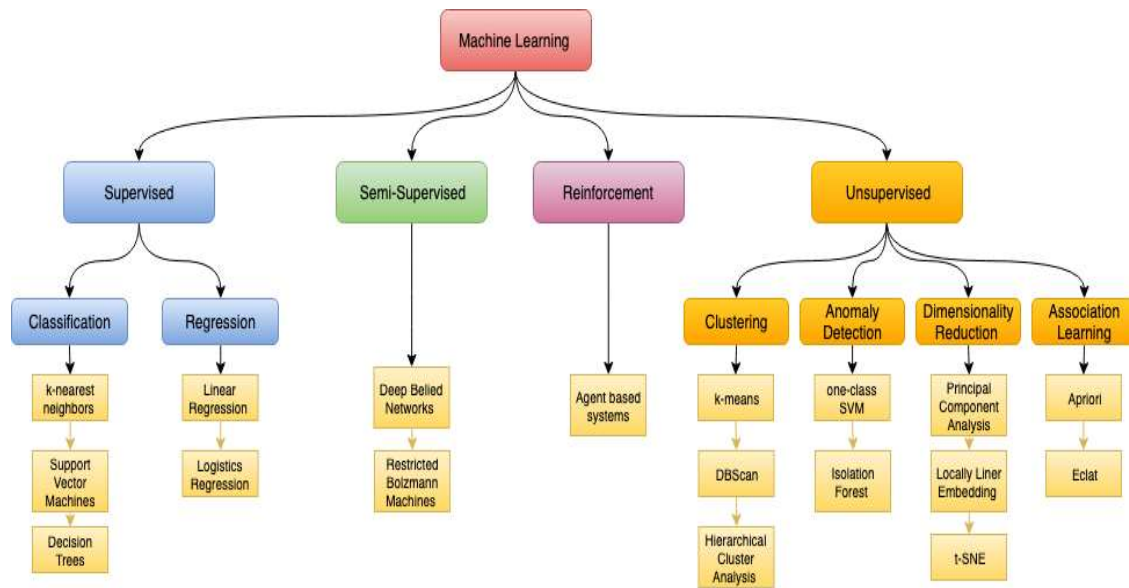 Machine Learning
Supervised
Semi-Supervised
Reinforcement
Unsupervised
Classification
Regression
Clustering
Anomaly
Detection
Dimensionality
Reduction
Association
Learning
k-nearest
neighbors
Linear
Regression
Deep Belied
Networks
Agent based
systems
k-means
one-class
SVM
Principal
Component
Analysis
Apriori
Support
Vector
Machines
Logistics
Regression
Restricted
Bolzmann
Machines
DBScan
Isolation
Forest
Locally Liner
Embedding
Eclat
Decision
Trees
Hierarchical
Cluster
Analysis
t-SNE